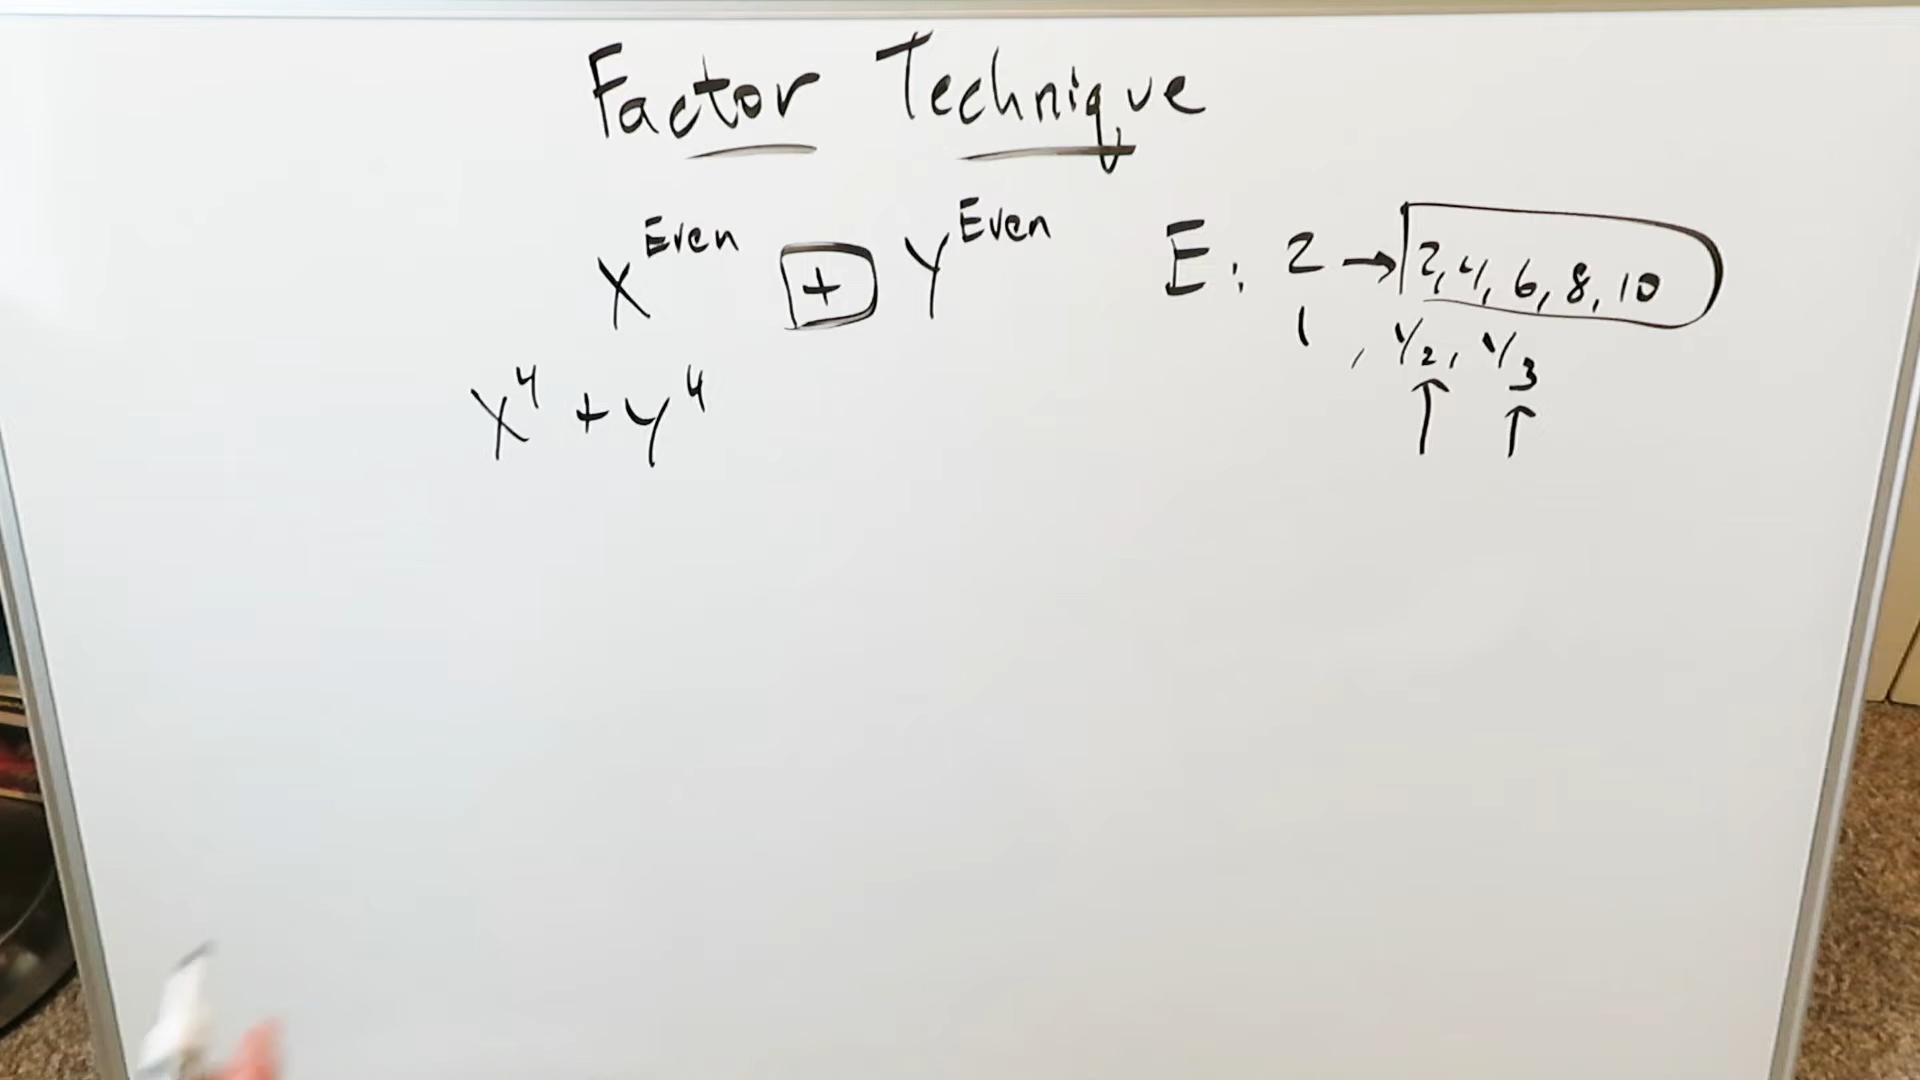 Factor Technique
X^Even + Y^Even E: 2 → 2, 4, 6, 8, 10
1, 1/2, 1/3
↑ ↑
X^4 + Y^4